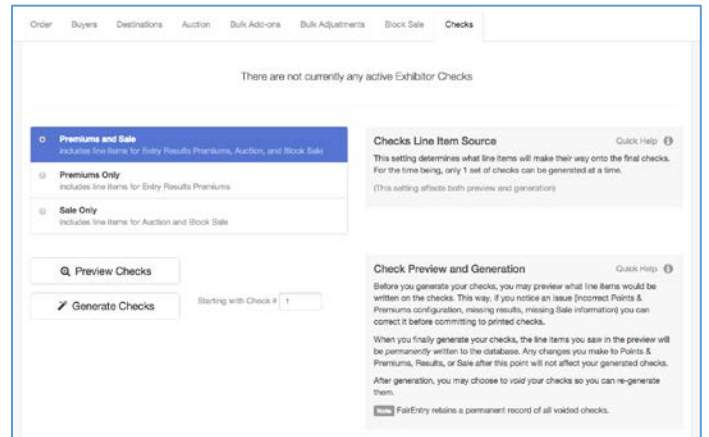 Order Buyers Destinations Auction Bulk Add-ons Bulk Adjustments Block Sale Checks
There are not currently any active Exhibitor Checks
Premiums and Sale
includes line items for Entry Results Premiums, Auction, and Block Sale
Premiums Only
includes line items for Entry Results Premiums
Sale Only
includes line items for Auction and Block Sale
Checks Line Item Source Quick Help
This setting determines what line items will make their way onto the final checks.
For the time being, only 1 set of checks can be generated at a time.
(This setting affects both preview and generation)
Preview Checks
Generate Checks Starting with Check # 1
Check Preview and Generation Quick Help
Before you generate your checks, you may preview what line items would be
written on the checks. This way, if you notice an issue (incorrect Points &
Premiums configuration, missing results, missing Sale information) you can
correct it before committing to printed checks.
When you finally generate your checks, the line items you saw in the preview will
be permanently written to the database. Any changes you make to Points &
Premiums, Results, or Sale after this point will not affect your generated checks.
After generation, you may choose to void your checks so you can re-generate
them.
Note FairEntry retains a permanent record of all voided checks.